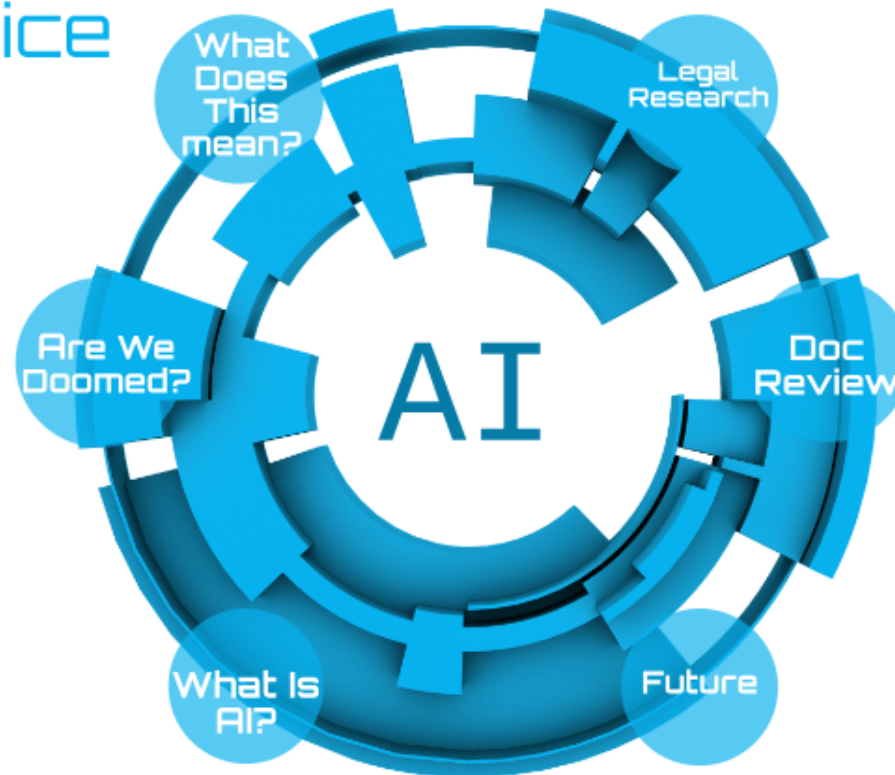 ice
What
Does
This
mean?
Legal
Research
Are We
Doomed?
AI
Doc
Review
What Is
AI?
Future